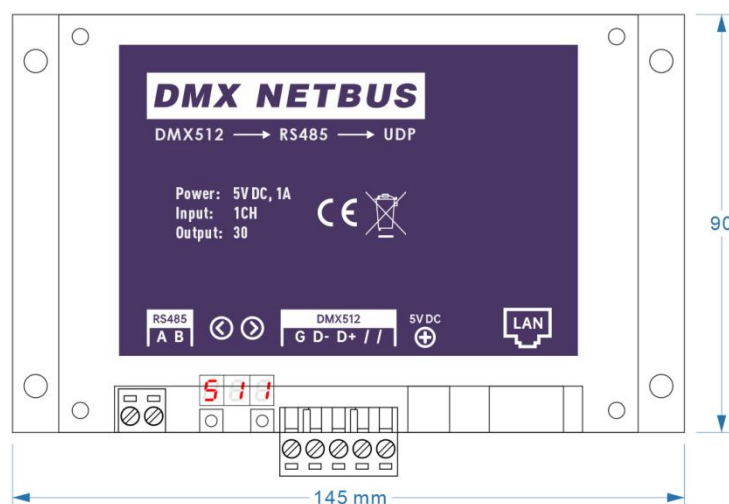 DMX NETBUS
DMX512 → RS485 → UDP
Power: 5V DC, 1A
Input: 1CH
Output: 30
CE
RS485
A B
DMX512
G D- D+ / /
5V DC
LAN
511
90
145 mm